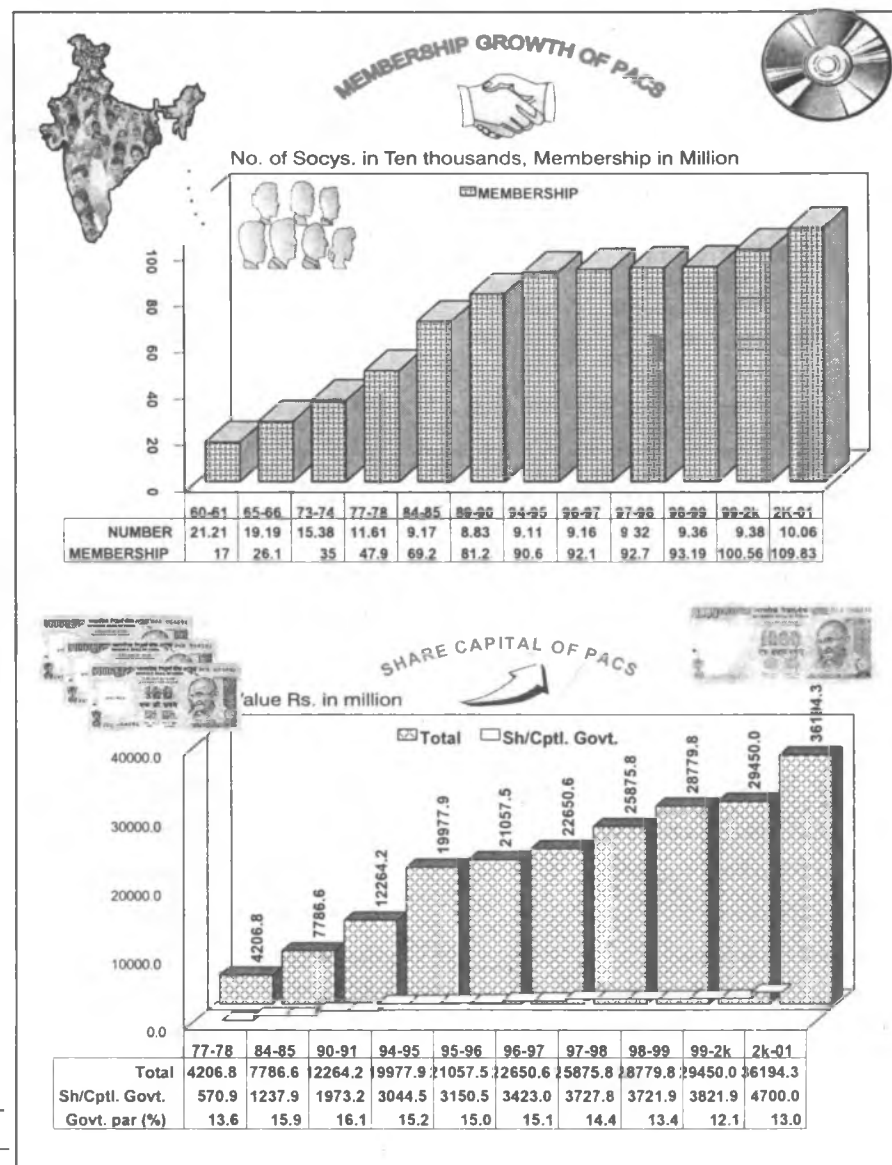 MEMBERSHIP GROWTH OF PACS
No. of Socys. in Ten thousands, Membership in Million
MEMBERSHIP
100
80
60
40
20
0
60-61 65-66 73-74 77-78 84-85 89-90 94-95 96-97 97-98 98-99 99-2k 2K-01
NUMBER 21.21 19.19 15.38 11.61 9.17 8.83 9.11 9.16 9 32 9.36 9.38 10.06
MEMBERSHIP 17 26.1 35 47.9 69.2 81.2 90.6 92.1 92.7 93.19 100.56 109.83
SHARE CAPITAL OF PACS
alue Rs. in million
Total Sh/Cptl. Govt.
40000.0
30000.0
20000.0
10000.0
0.0
4206.8
7786.6
12264.2
19977.9
21057.5
22650.6
25875.8
28779.8
29450.0
36194.3
77-78 84-85 90-91 94-95 95-96 96-97 97-98 98-99 99-2k 2k-01
Total 4206.8 7786.6 12264.2 19977.9 21057.5 22650.6 25875.8 28779.8 29450.0 36194.3
Sh/Cptl. Govt. 570.9 1237.9 1973.2 3044.5 3150.5 3423.0 3727.8 3721.9 3821.9 4700.0
Govt. par (%) 13.6 15.9 16.1 15.2 15.0 15.1 14.4 13.4 12.1 13.0